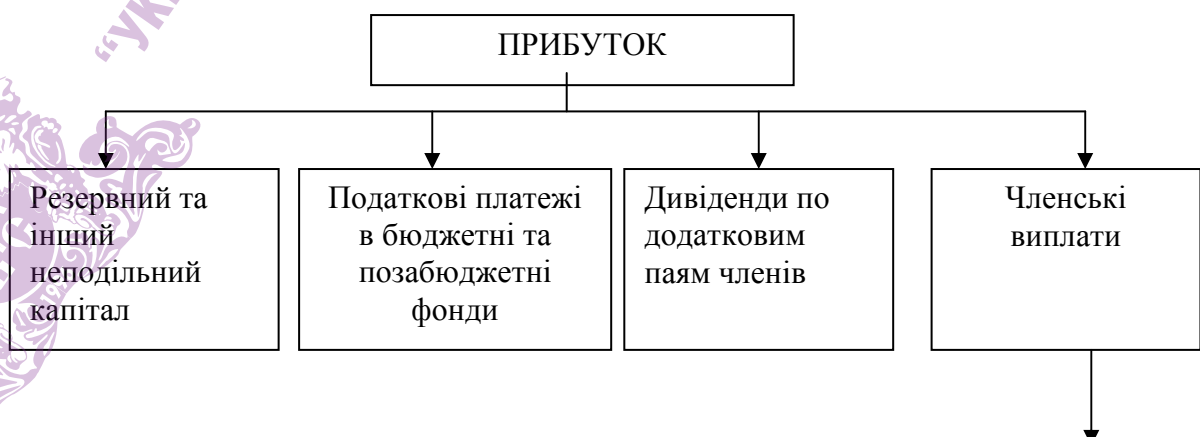 ПРИБУТОК
Резервний та
інший
неподільний
капітал
Податкові платежі
в бюджетні та
позабюджетні
фонди
Дивіденди по
додатковим
паям членів
Членські
виплати